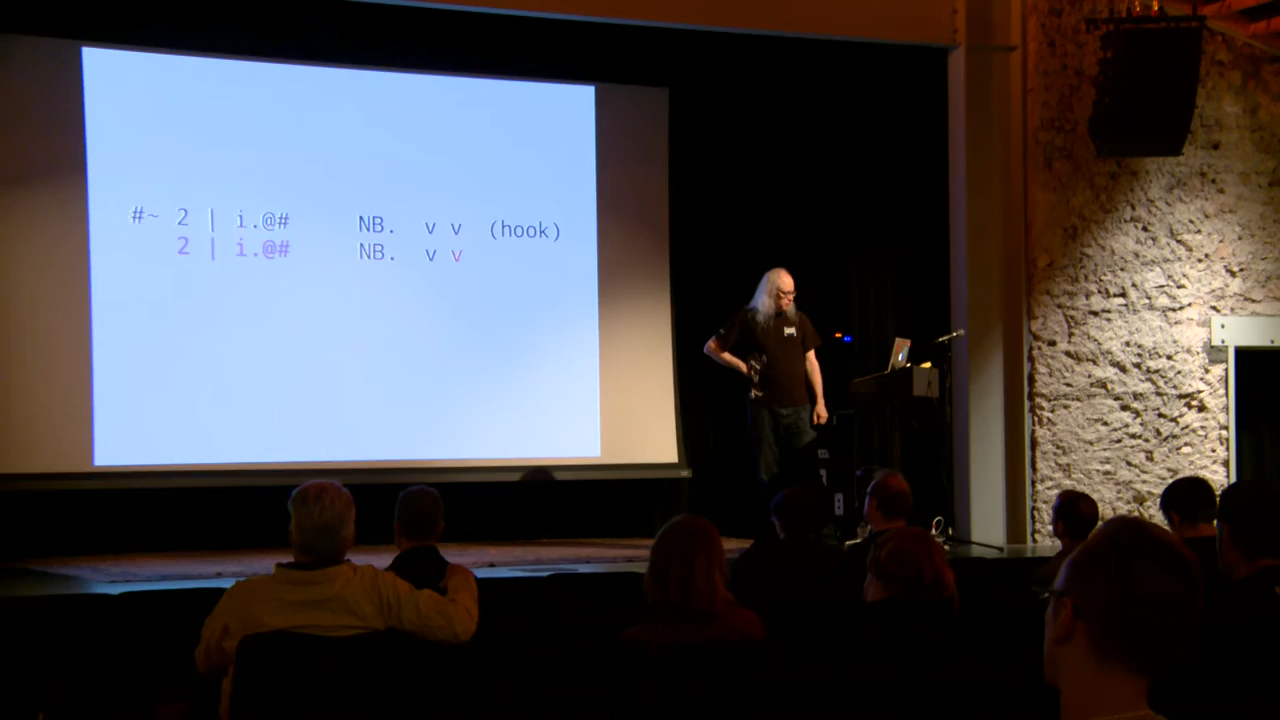 #~ 2 | i.@# NB. v v (hook)
2 | i.@# NB. v v